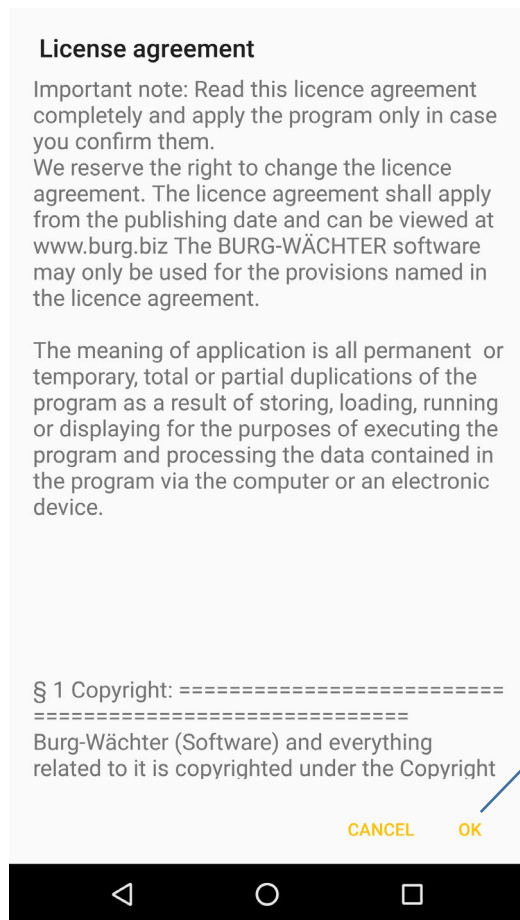 License agreement
Important note: Read this licence agreement
completely and apply the program only in case
you confirm them.
We reserve the right to change the licence
agreement. The licence agreement shall apply
from the publishing date and can be viewed at
www.burg.biz The BURG-WÄCHTER software
may only be used for the provisions named in
the licence agreement.
The meaning of application is all permanent  or
temporary, total or partial duplications of the
program as a result of storing, loading, running
or displaying for the purposes of executing the
program and processing the data contained in
the program via the computer or an electronic
device.
§ 1 Copyright: ==========================
==============================
Burg-Wächter (Software) and everything
related to it is copyrighted under the Copyright
CANCEL OK